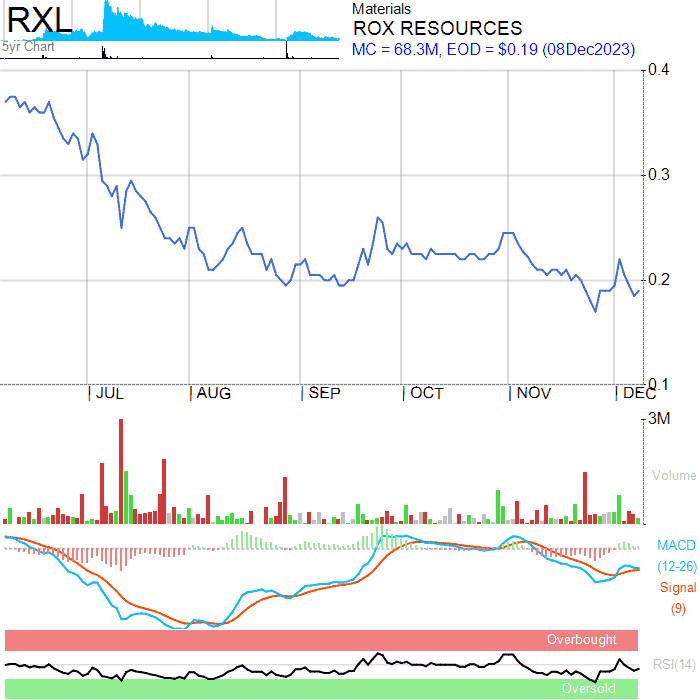 RXL
5yr Chart
Materials
ROX RESOURCES
MC = 68.3M, EOD = $0.19 (08Dec2023)
0.4
0.3
0.2
0.1
JUL AUG SEP OCT NOV DEC
3M
Volume
MACD
(12-26)
Signal
(9)
Overbought
RSI(14)
Oversold